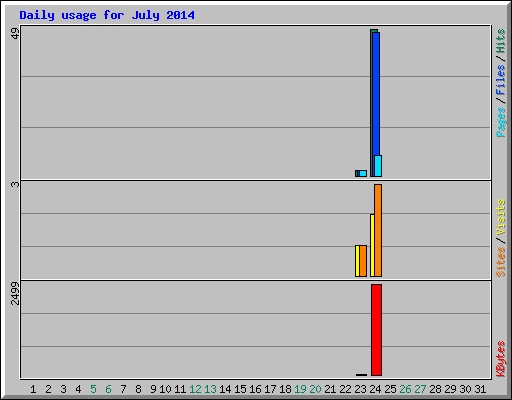 Daily usage for July 2014
49
3
2499
Pages / Files / Hits
Sites / Visits
KBytes
1 2 3 4 5 6 7 8 9 10 11 12 13 14 15 16 17 18 19 20 21 22 23 24 25 26 27 28 29 30 31